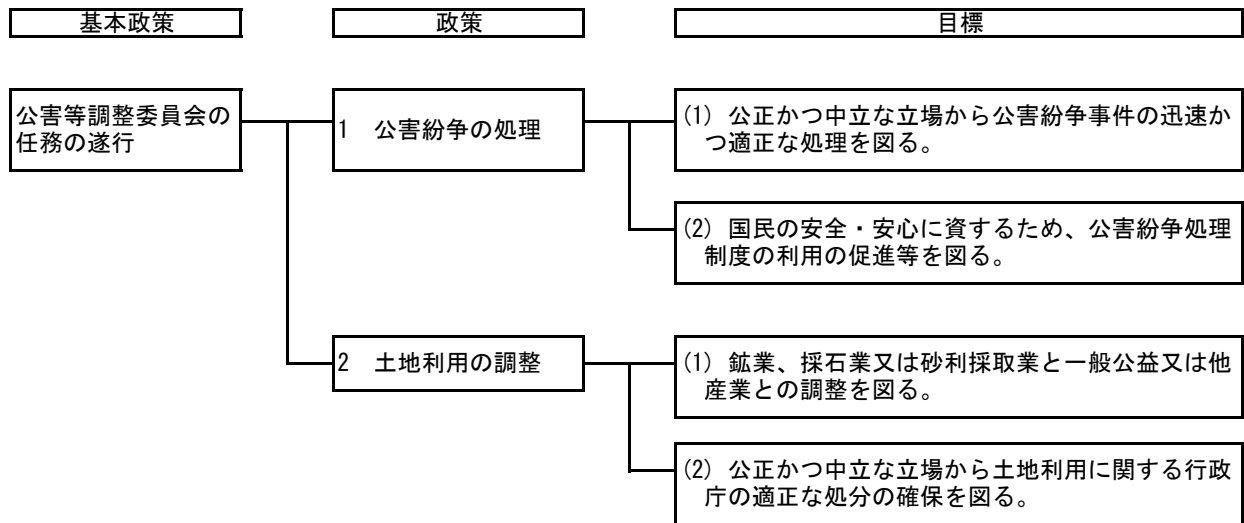 基本政策
政策
目標
公害等調整委員会の
任務の遂行
1 公害紛争の処理
(1) 公正かつ中立な立場から公害紛争事件の迅速か
つ適正な処理を図る。
(2) 国民の安全・安心に資するため、公害紛争処理
制度の利用の促進等を図る。
2 土地利用の調整
(1) 鉱業、採石業又は砂利採取業と一般公益又は他
産業との調整を図る。
(2) 公正かつ中立な立場から土地利用に関する行政
庁の適正な処分の確保を図る。